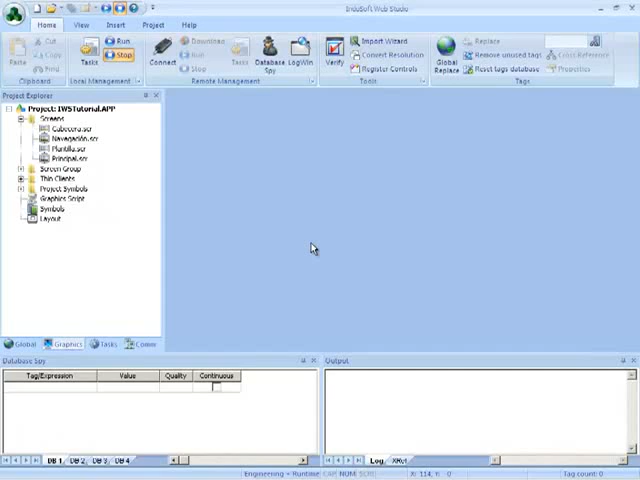 InduSoft Web Studio
Home View Insert Project Help
Paste Cut Copy Find Clipboard
Tasks Run Stop Local Management
Connect Download Run Stop Tasks Database Spy LogWin Remote Management
Verify Import Wizard Convert Resolution Register Controls Tools
Global Replace Replace Remove unused tags Reset tags database Cross Reference Properties Tags
Project Explorer
Project: IWSTutorial.APP
Screens
Cabecera.scr
Navegación.scr
Plantilla.scr
Principal.scr
Screen Group
Thin Clients
Project Symbols
Graphics Script
Symbols
Layout
Global Graphics Tasks Comm
Database Spy
Tag/Expression Value Quality Continuous
DB 1 DB 2 DB 3 DB 4
Output
Log XRef
Engineering + Runtime CAP NUM SCRL X: 114, Y: 0 Tag count: 0